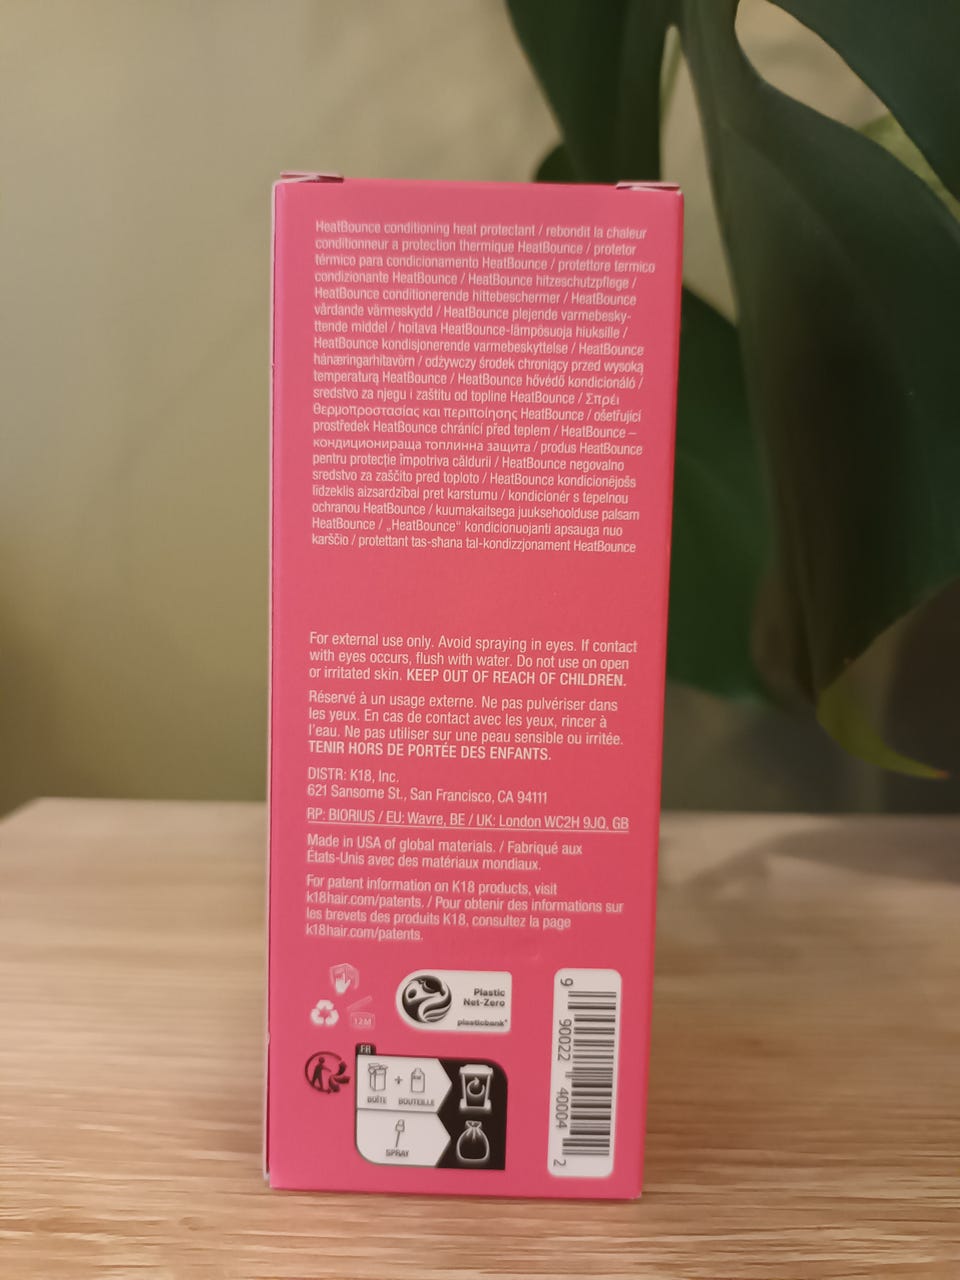 HeatBounce conditioning heat protectant / rebondit la chaleur
conditionneur a protection thermique HeatBounce / protetor
térmico para condicionamento HeatBounce / protettore termico
condizionante HeatBounce / HeatBounce hitzeschutzpflege /
HeatBounce conditionerende hittebeschermer / HeatBounce
vårdande värmeskydd / HeatBounce plejende varmebesky-
ttende middel / hoitava HeatBounce-lämpösuoja hiuksille /
HeatBounce kondisjonerende varmebeskyttelse / HeatBounce
hánæringarhitavörn / odżywczy środek chroniący przed wysoką
temperaturą HeatBounce / HeatBounce hővédő kondicionáló /
sredstvo za njegu i zaštitu od topline HeatBounce / Σπρέι
θερμοπροστασίας και περιποίησης HeatBounce / ošetřující
prostředek HeatBounce chránící před teplem / HeatBounce –
кондиционираща топлинна защита / produs HeatBounce
pentru protecție împotriva căldurii / HeatBounce negovalno
sredstvo za zaščito pred toploto / HeatBounce kondicionējošs
līdzeklis aizsardzībai pret karstumu / kondicionér s tepelnou
ochranou HeatBounce / kuumakaitsega juuksehoolduse palsam
HeatBounce / „HeatBounce“ kondicionuojanti apsauga nuo
karščio / protettant tas-shana tal-kondizzjonament HeatBounce
For external use only. Avoid spraying in eyes. If contact
with eyes occurs, flush with water. Do not use on open
or irritated skin. KEEP OUT OF REACH OF CHILDREN.
Réservé à un usage externe. Ne pas pulvériser dans
les yeux. En cas de contact avec les yeux, rincer à
l'eau. Ne pas utiliser sur une peau sensible ou irritée.
TENIR HORS DE PORTÉE DES ENFANTS.
DISTR: K18, Inc.
621 Sansome St., San Francisco, CA 94111
RP: BIORIUS / EU: Wavre, BE / UK: London WC2H 9JQ, GB
Made in USA of global materials. / Fabriqué aux
États-Unis avec des matériaux mondiaux.
For patent information on K18 products, visit
k18hair.com/patents. / Pour obtenir des informations sur
les brevets des produits K18, consultez la page
k18hair.com/patents.
12M
Plastic
Net-Zero
plasticbank
FR
BOÎTE + BOUTEILLE
SPRAY
9 90022 40004 2